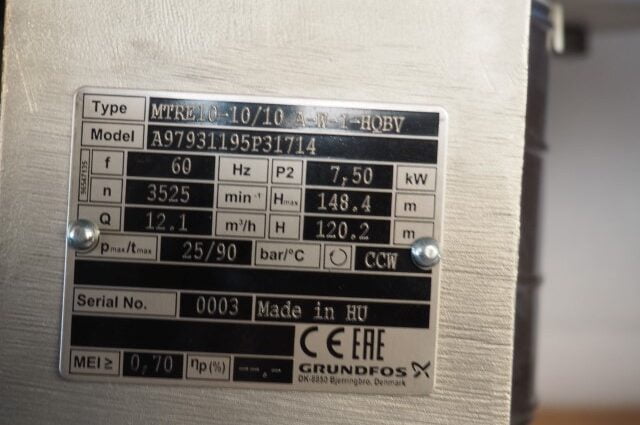 Type MTRE10-10/10 A-W-I-HQBV
Model A97931195P31714
f 60 Hz P2 7,50 kW
n 3525 min⁻¹ Hmax 148.4 m
Q 12.1 m³/h H 120.2 m
pmax/tmax 25/90 bar/°C CCW
Serial No. 0003 Made in HU
CE EAC
MEI ≥ 0,70 ηp(%) --.-- GRUNDFOS
DK-8850 Bjerringbro, Denmark